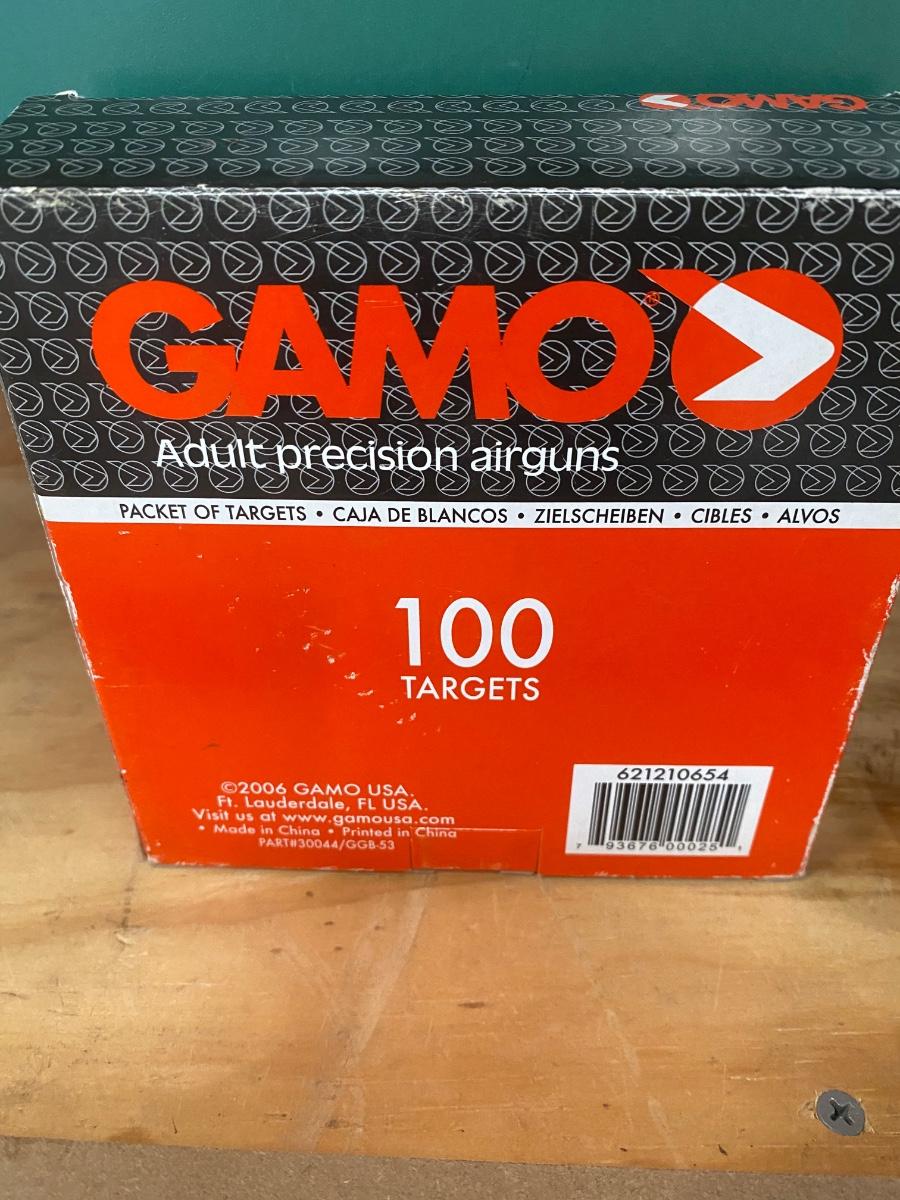 GAMO
GAMO®
Adult precision airguns
PACKET OF TARGETS • CAJA DE BLANCOS • ZIELSCHEIBEN • CIBLES • ALVOS
100
TARGETS
©2006 GAMO USA.
Ft. Lauderdale, FL USA.
Visit us at www.gamousa.com
• Made in China • Printed in China
PART#30044/GGB-53
621210654
7 93676 00025 1